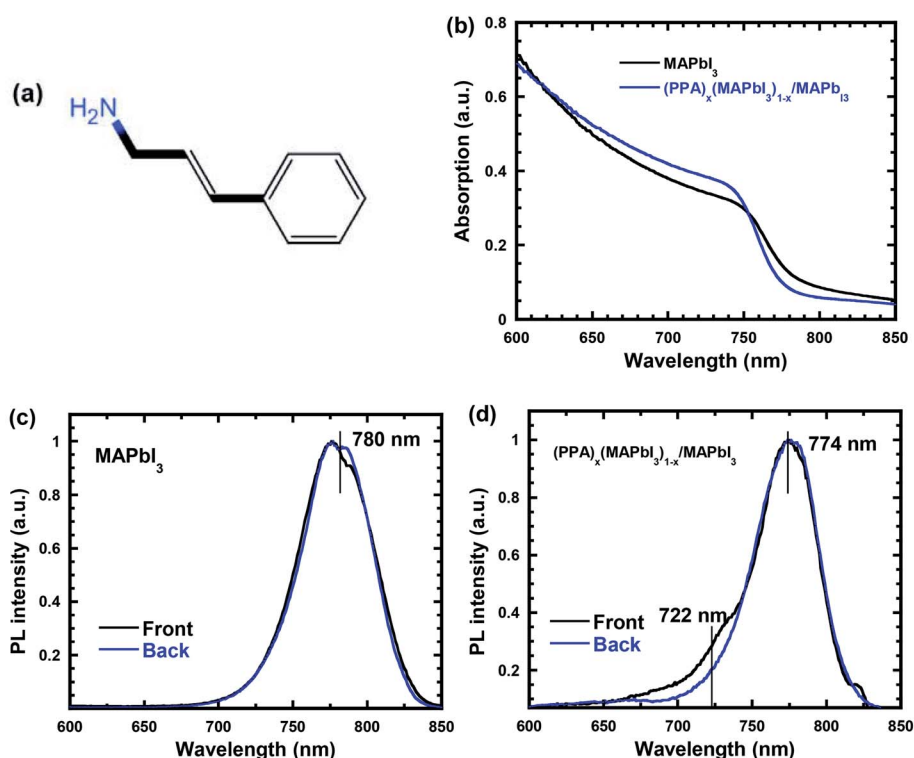 (a)
H₂N
(b)
0.8
0.6
0.4
0.2
0
Absorption (a.u.)
MAPbI₃
(PPA)ₓ(MAPbI₃)₁₋ₓ/MAPb_I3
600 650 700 750 800 850
Wavelength (nm)
(c)
1
0.8
0.6
0.4
0.2
PL intensity (a.u.)
MAPbI₃
780 nm
Front
Back
600 650 700 750 800 850
Wavelength (nm)
(d)
1
0.8
0.6
0.4
0.2
PL intensity (a.u.)
(PPA)ₓ(MAPbI₃)₁₋ₓ/MAPbI₃
774 nm
722 nm
Front
Back
600 650 700 750 800 850
Wavelength (nm)